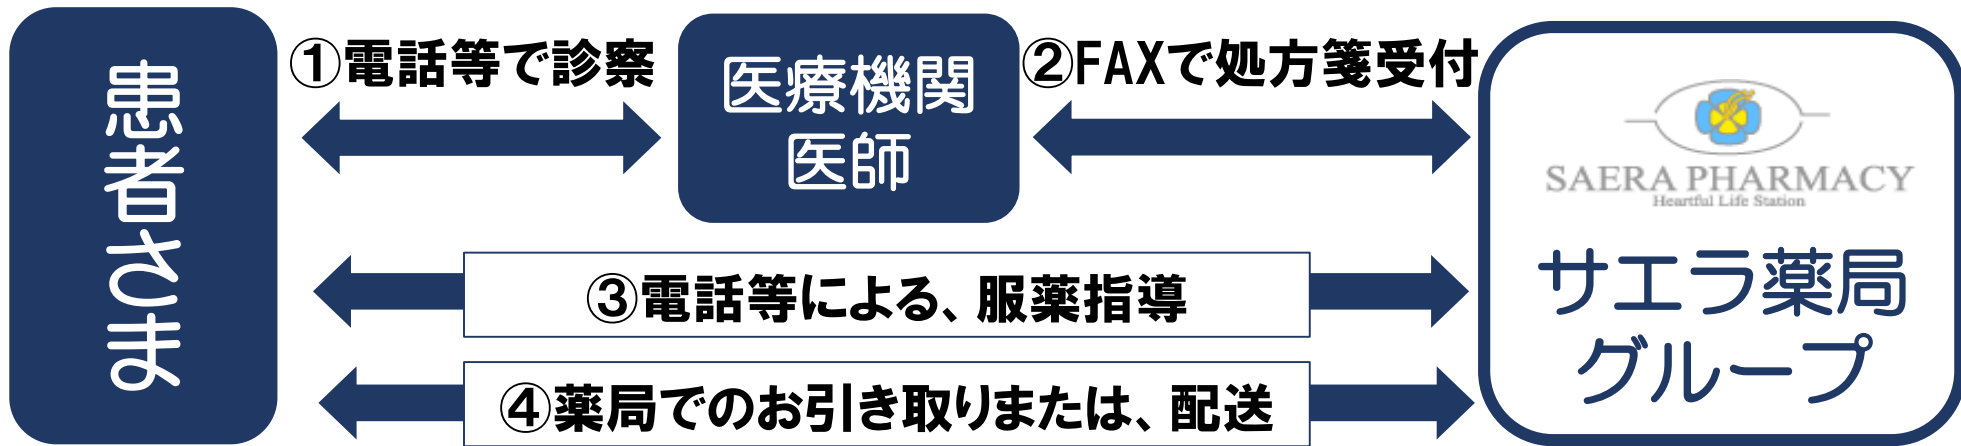 患者さま
①電話等で診察
医療機関
医師
②FAXで処方箋受付
SAERA PHARMACY
Heartful Life Station
サエラ薬局
グループ
③電話等による、服薬指導
④薬局でのお引き取りまたは、配送